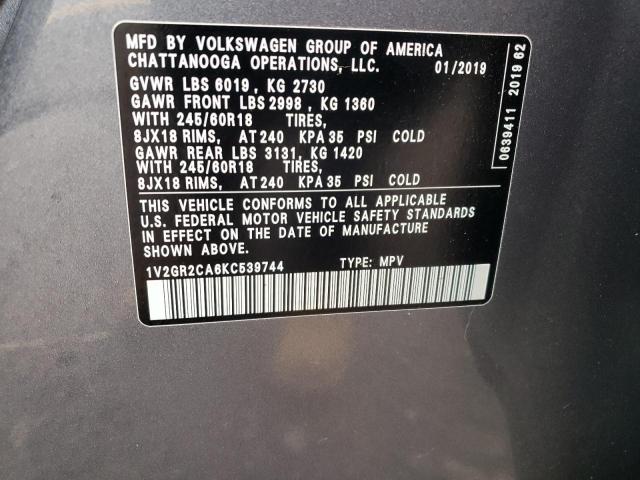 MFD BY VOLKSWAGEN GROUP OF AMERICA
CHATTANOOGA OPERATIONS, LLC. 01/2019
GVWR LBS 6019 , KG 2730
GAWR FRONT LBS 2998 , KG 1360
WITH 245/60R18 TIRES,
8JX18 RIMS, AT 240 KPA 35 PSI COLD
GAWR REAR LBS 3131, KG 1420
WITH 245/60R18 TIRES,
8JX18 RIMS, AT 240 KPA 35 PSI COLD
THIS VEHICLE CONFORMS TO ALL APPLICABLE
U.S. FEDERAL MOTOR VEHICLE SAFETY STANDARDS
IN EFFECT ON THE DATE OF MANUFACTURE
SHOWN ABOVE.
1V2GR2CA6KC539744 TYPE: MPV
0639411 2019 62